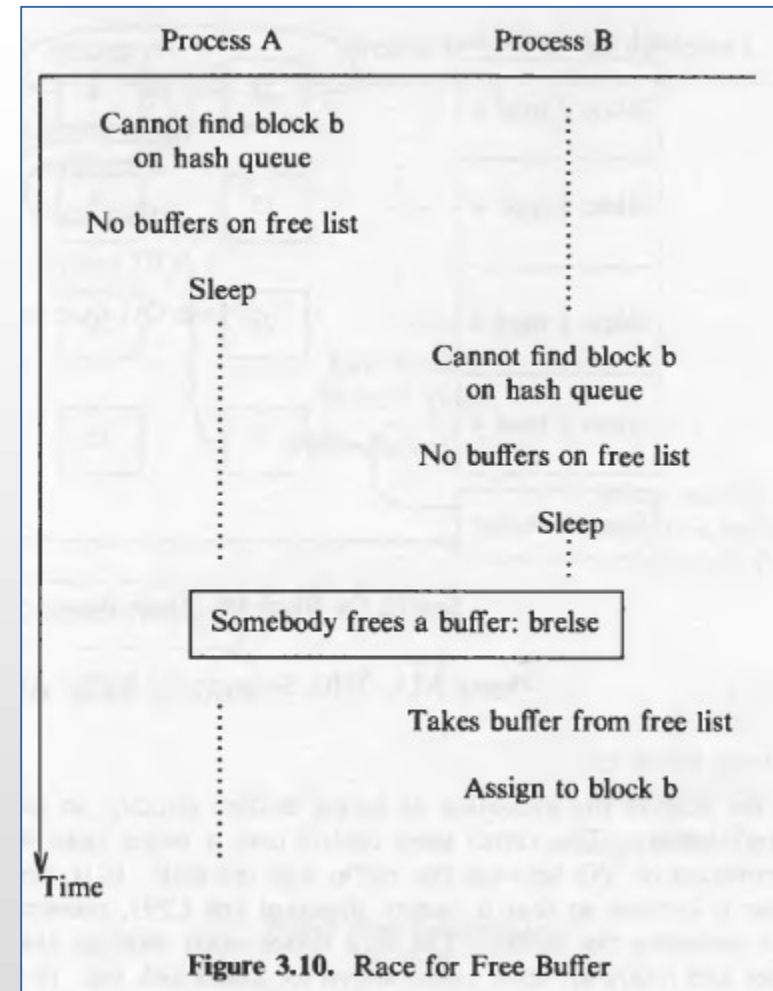 Process A
Process B
Cannot find block b
on hash queue
No buffers on free list
Sleep
Cannot find block b
on hash queue
No buffers on free list
Sleep
Somebody frees a buffer: brelse
Takes buffer from free list
Assign to block b
Time
Figure 3.10. Race for Free Buffer